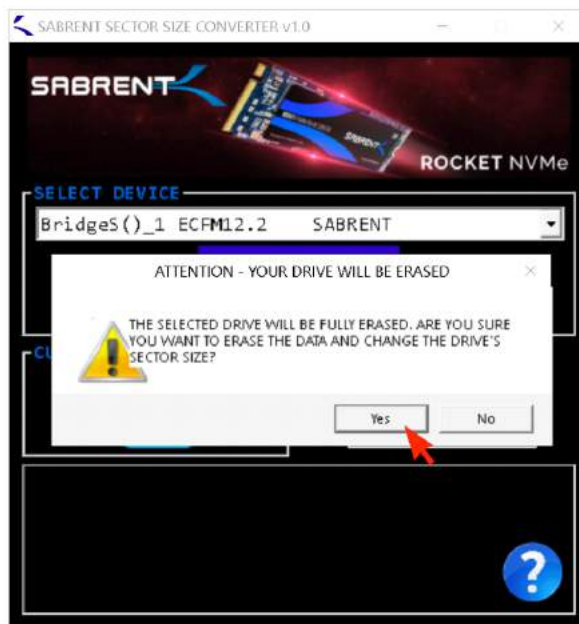 SABRENT SECTOR SIZE CONVERTER v1.0
SABRENT
SABRENT
ROCKET NVMe
SELECT DEVICE
BridgeS()_1 ECFM12.2 SABRENT
ATTENTION - YOUR DRIVE WILL BE ERASED
THE SELECTED DRIVE WILL BE FULLY ERASED. ARE YOU SURE
YOU WANT TO ERASE THE DATA AND CHANGE THE DRIVE'S
SECTOR SIZE?
CU
Yes No
?